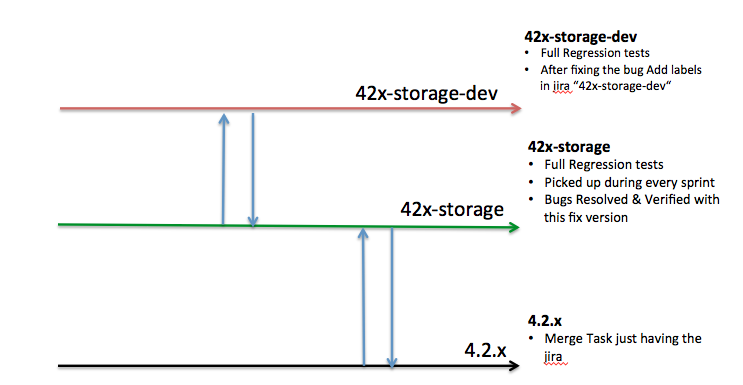 42x-storage-dev
• Full Regression tests
• After fixing the bug Add labels
in jira "42x-storage-dev"
42x-storage-dev
42x-storage
• Full Regression tests
• Picked up during every sprint
• Bugs Resolved & Verified with
this fix version
42x-storage
4.2.x
• Merge Task just having the
jira
4.2.x